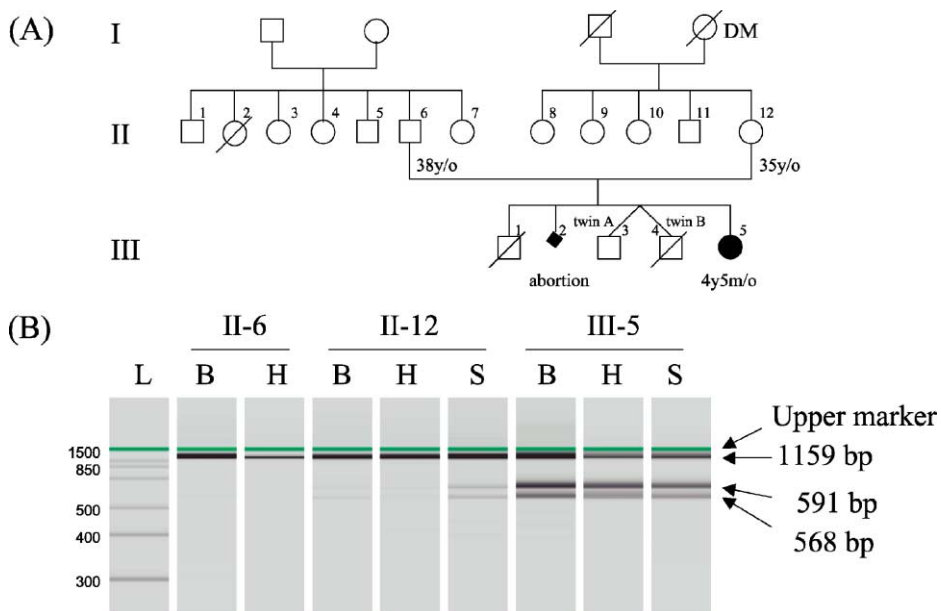 (A)
I
DM
II
1 2 3 4 5 6 7 8 9 10 11 12
38y/o 35y/o
III
twin A twin B
1 2 3 4 5
abortion 4y5m/o
(B)
II-6 II-12 III-5
L B H B H S B H S
Upper marker
1500
1159 bp
850
591 bp
500
568 bp
400
300